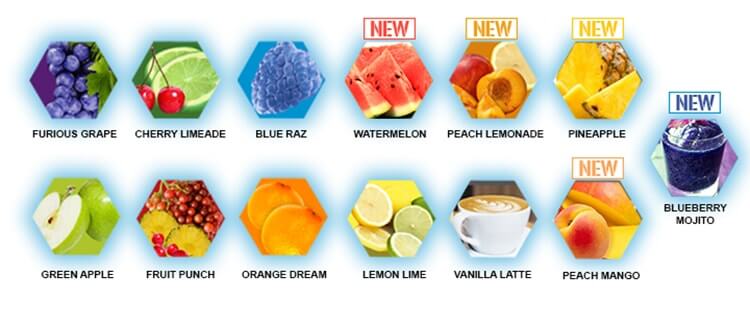 NEW NEW NEW
FURIOUS GRAPE CHERRY LIMEADE BLUE RAZ WATERMELON PEACH LEMONADE PINEAPPLE
NEW
BLUEBERRY
MOJITO
NEW
GREEN APPLE FRUIT PUNCH ORANGE DREAM LEMON LIME VANILLA LATTE PEACH MANGO